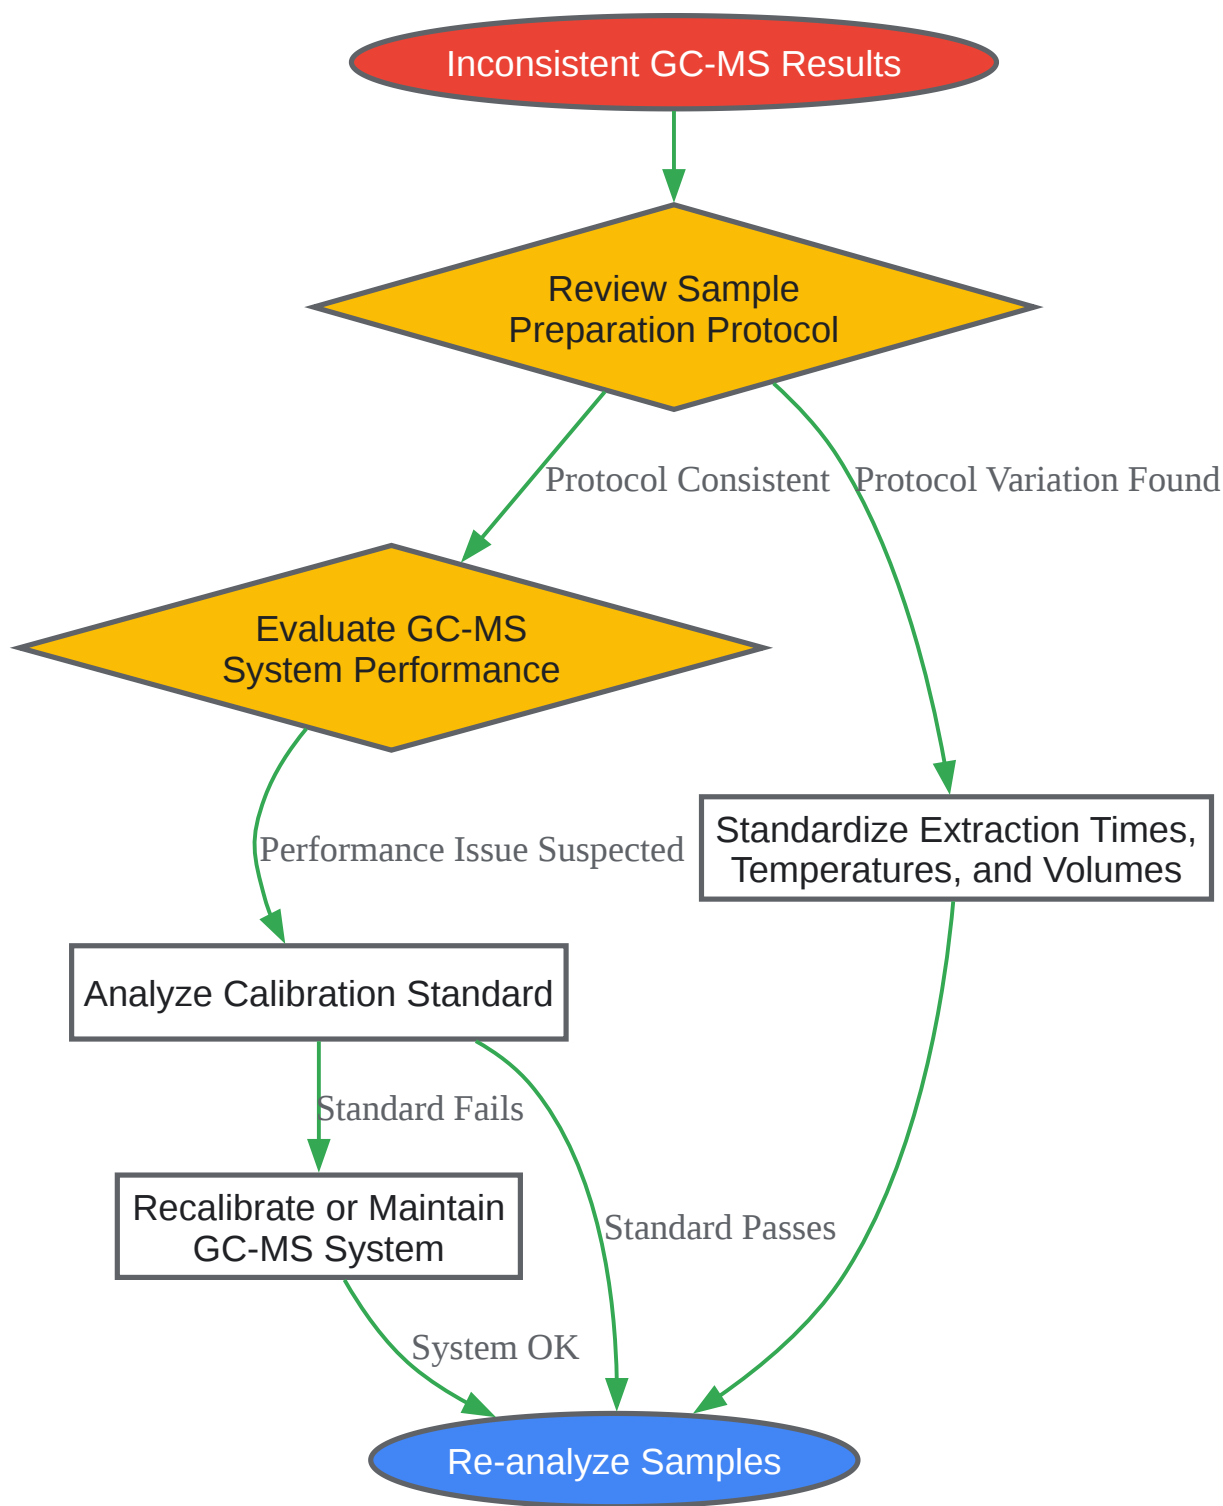 Inconsistent GC-MS Results
Review Sample
Preparation Protocol
Protocol Consistent
Protocol Variation Found
Evaluate GC-MS
System Performance
Performance Issue Suspected
Standardize Extraction Times,
Temperatures, and Volumes
Analyze Calibration Standard
Standard Fails
Recalibrate or Maintain
GC-MS System
Standard Passes
System OK
Re-analyze Samples